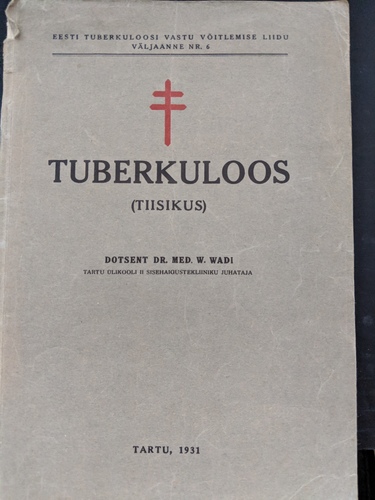 EESTI TUBERKULOOSI VASTU VÕITLEMISE LIIDU
VÄLJAANNE NR. 6
TUBERKULOOS
(TIISIKUS)
DOTSENT DR. MED. W. WADI
TARTU ÜLIKOOLI II SISEHAIGUSTEKLIINIKU JUHATAJA
TARTU, 1931